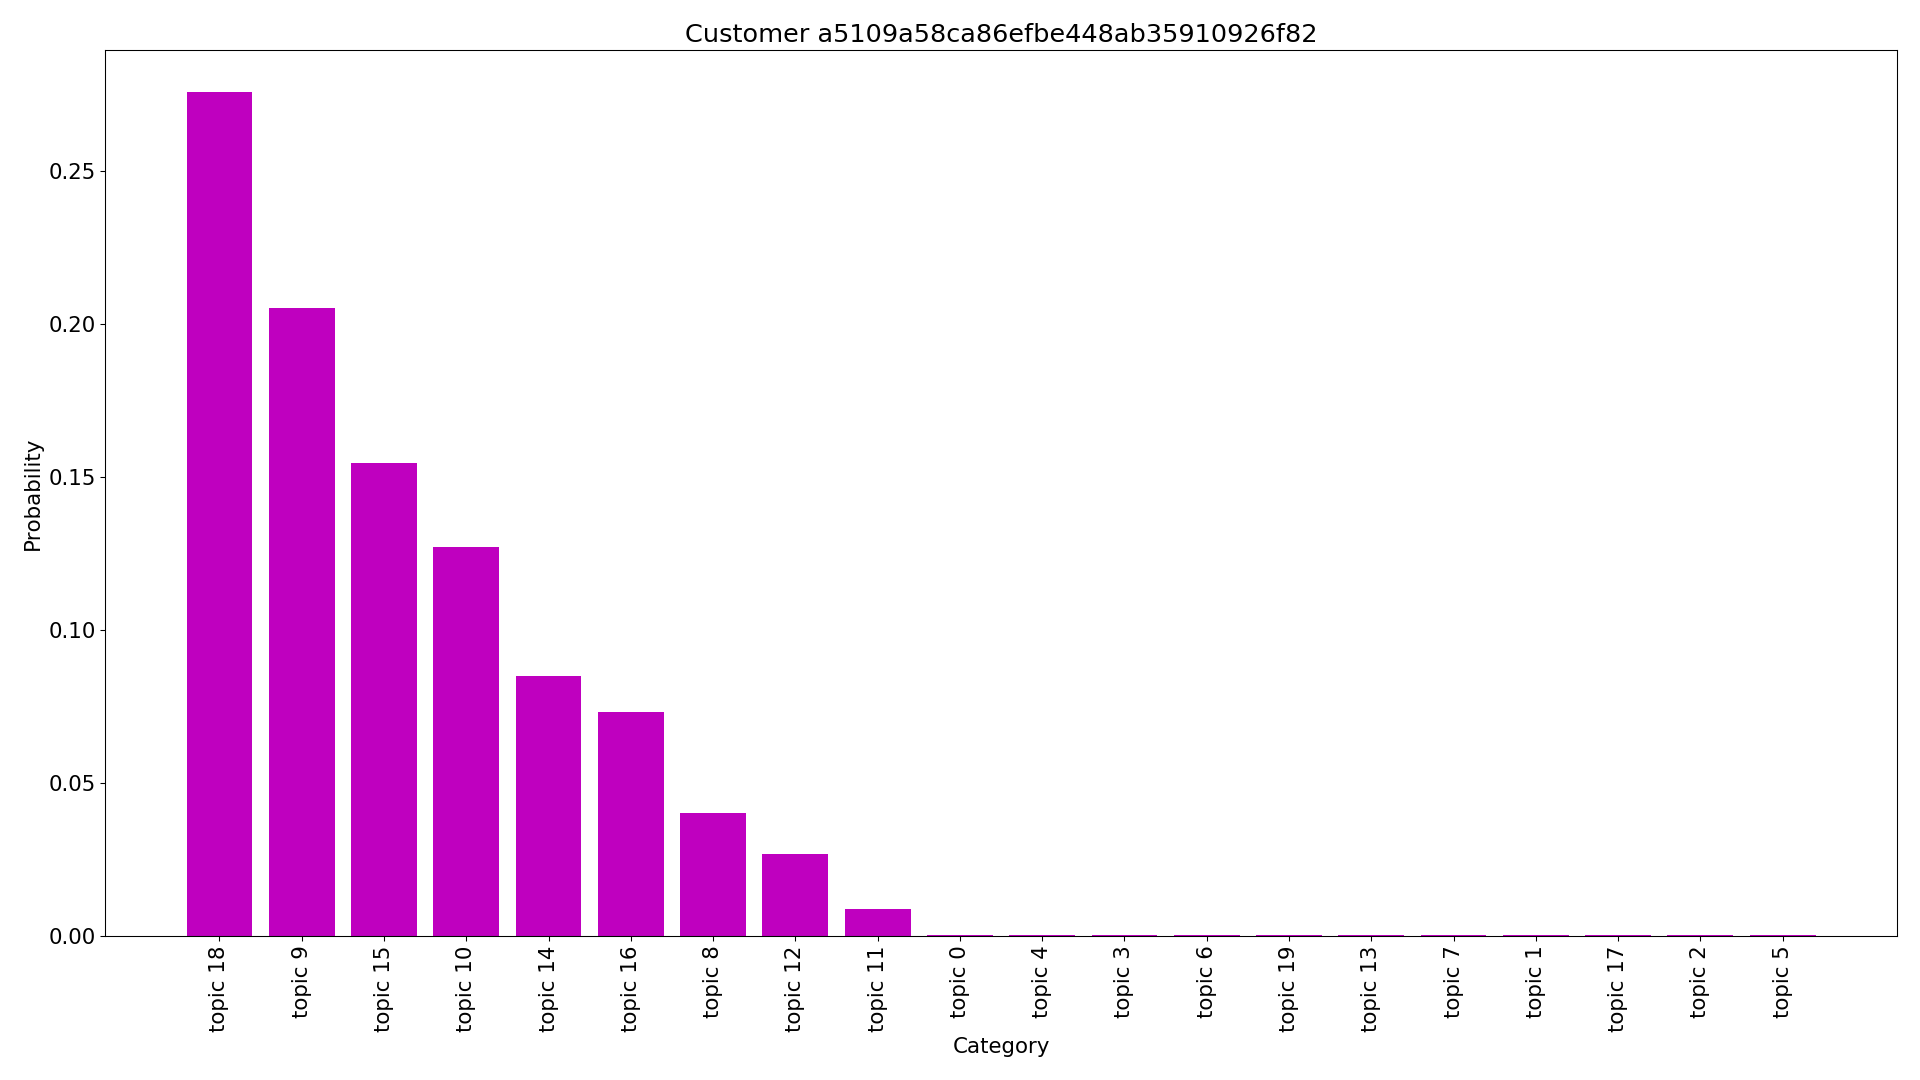 Customer a5109a58ca86efbe448ab35910926f82
0.25
0.20
0.15
0.10
0.05
0.00
Probability
topic 18
topic 9
topic 15
topic 10
topic 14
topic 16
topic 8
topic 12
topic 11
topic 0
topic 4
topic 3
topic 6
topic 19
topic 13
topic 7
topic 1
topic 17
topic 2
topic 5
Category